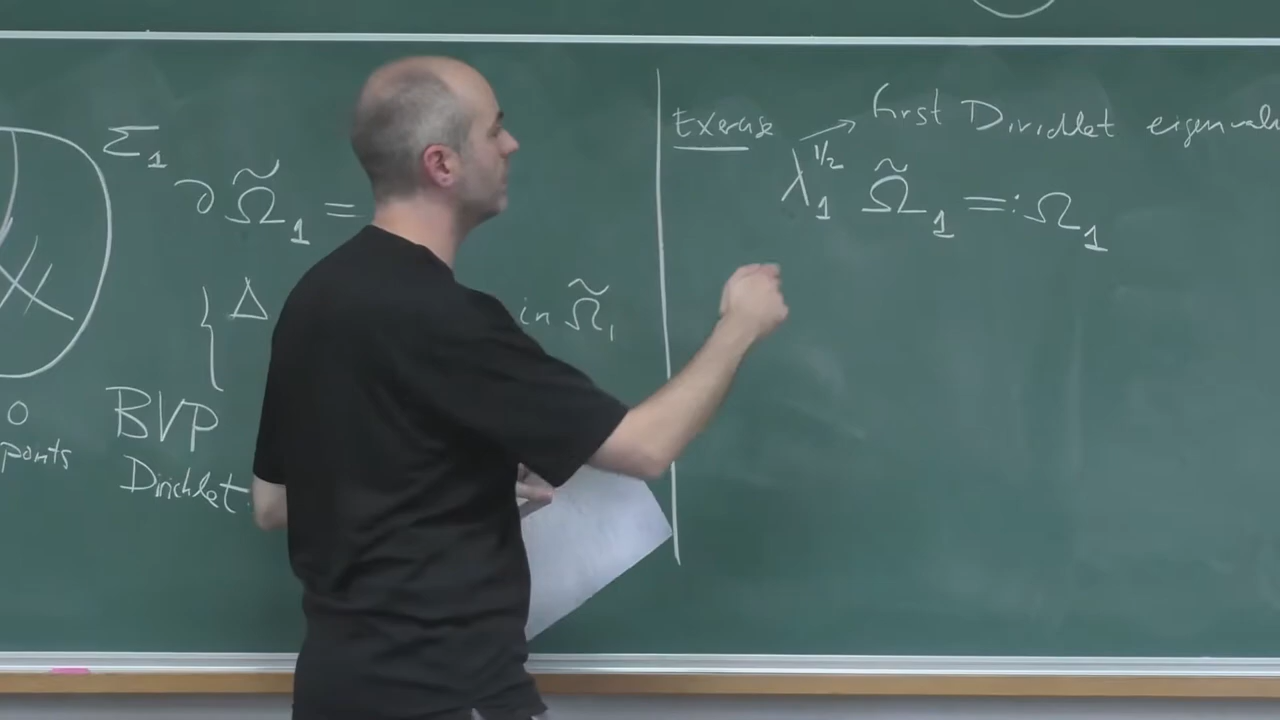 Σ₁
∂Ω̃₁ =
{ Δ
in Ω̃₁
0
points
BVP
Dirichlet
Exercise
first Dirichlet
λ₁^{1/2} Ω̃₁ =: Ω₁